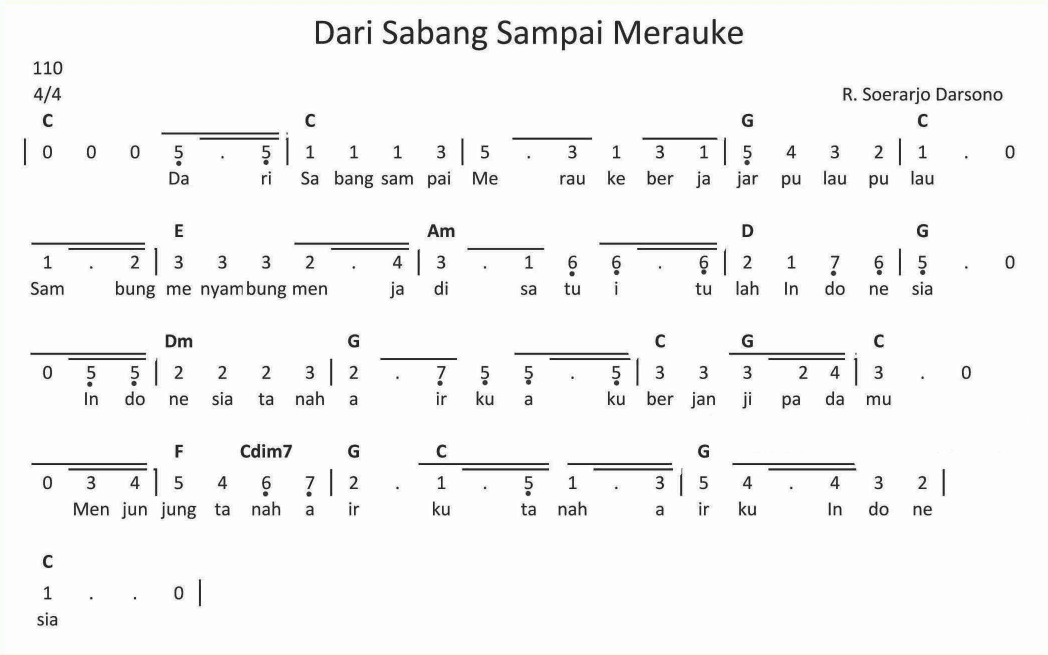 Dari Sabang Sampai Merauke
110
4/4
R. Soerarjo Darsono
C C G C
| 0 0 0 5̣ . 5̣ | 1 1 1 3 | 5 . 3 1 3 1 | 5̣ 4 3 2 | 1 . 0
Da ri Sa bang sam pai Me rau ke ber ja jar pu lau pu lau
E Am D G
1 . 2 | 3 3 3 2 . 4 | 3 . 1 6̣ 6̣ . 6̣ | 2 1 7̣ 6̣ | 5̣ . 0
Sam bung me nyam bung men ja di sa tu i tu lah In do ne sia
Dm G C G C
0 5̣ 5̣ | 2 2 2 3 | 2 . 7̣ 5̣ 5̣ . 5̣ | 3 3 3 2 4 | 3 . 0
In do ne sia ta nah a ir ku a ku ber jan ji pa da mu
F Cdim7 G C G
0 3 4 | 5 4 6̣ 7̣ | 2 . 1 . 5̣ 1 . 3 | 5 4 . 4 3 2 |
Men jun jung ta nah a ir ku ta nah a ir ku In do ne
C
1 . . 0 |
sia